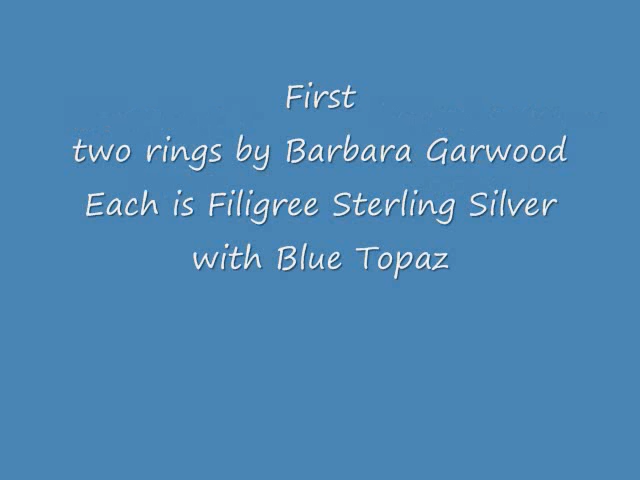 First
two rings by Barbara Garwood
Each is Filigree Sterling Silver
with Blue Topaz